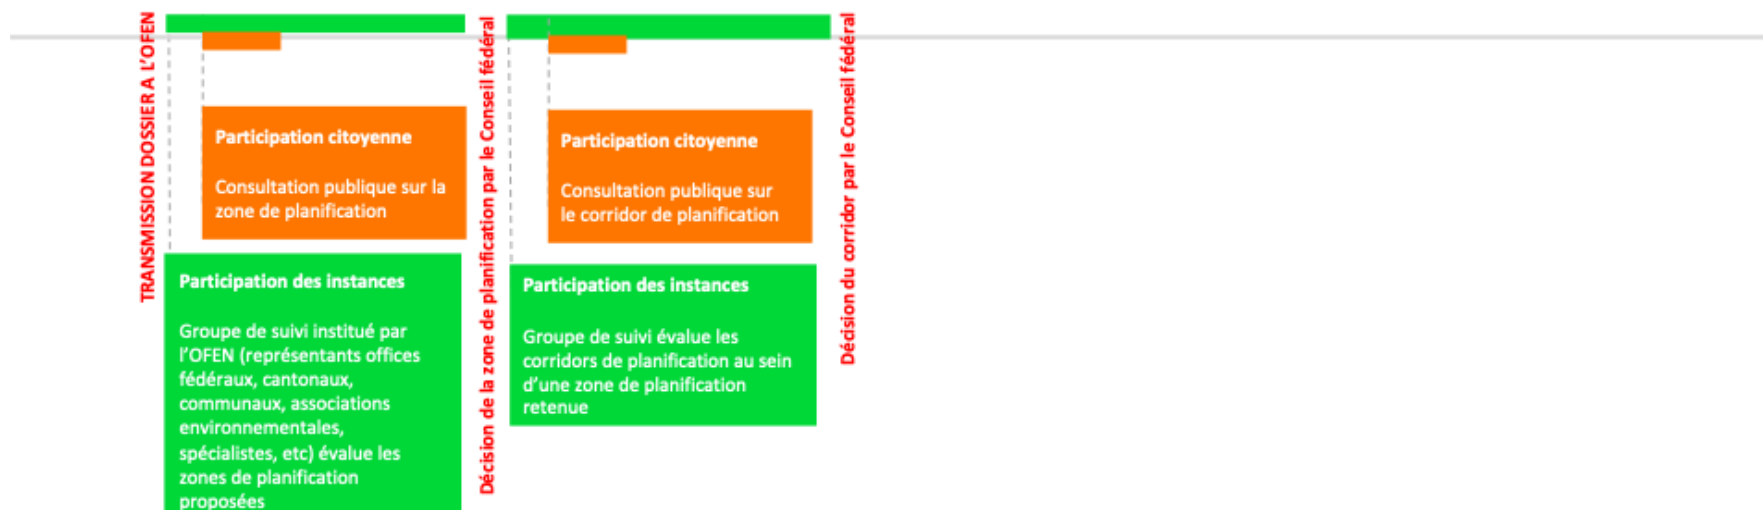 TRANSMISSION DOSSIER A L'OFEN
Participation citoyenne
Consultation publique sur la
zone de planification
Participation des instances
Groupe de suivi institué par
l'OFEN (représentants offices
fédéraux, cantonaux,
communaux, associations
environnementales,
spécialistes, etc) évalue les
zones de planification
proposées
Décision de la zone de planification par le Conseil fédéral
Participation citoyenne
Consultation publique sur
le corridor de planification
Participation des instances
Groupe de suivi évalue les
corridors de planification au sein
d'une zone de planification
retenue
Décision du corridor par le Conseil fédéral